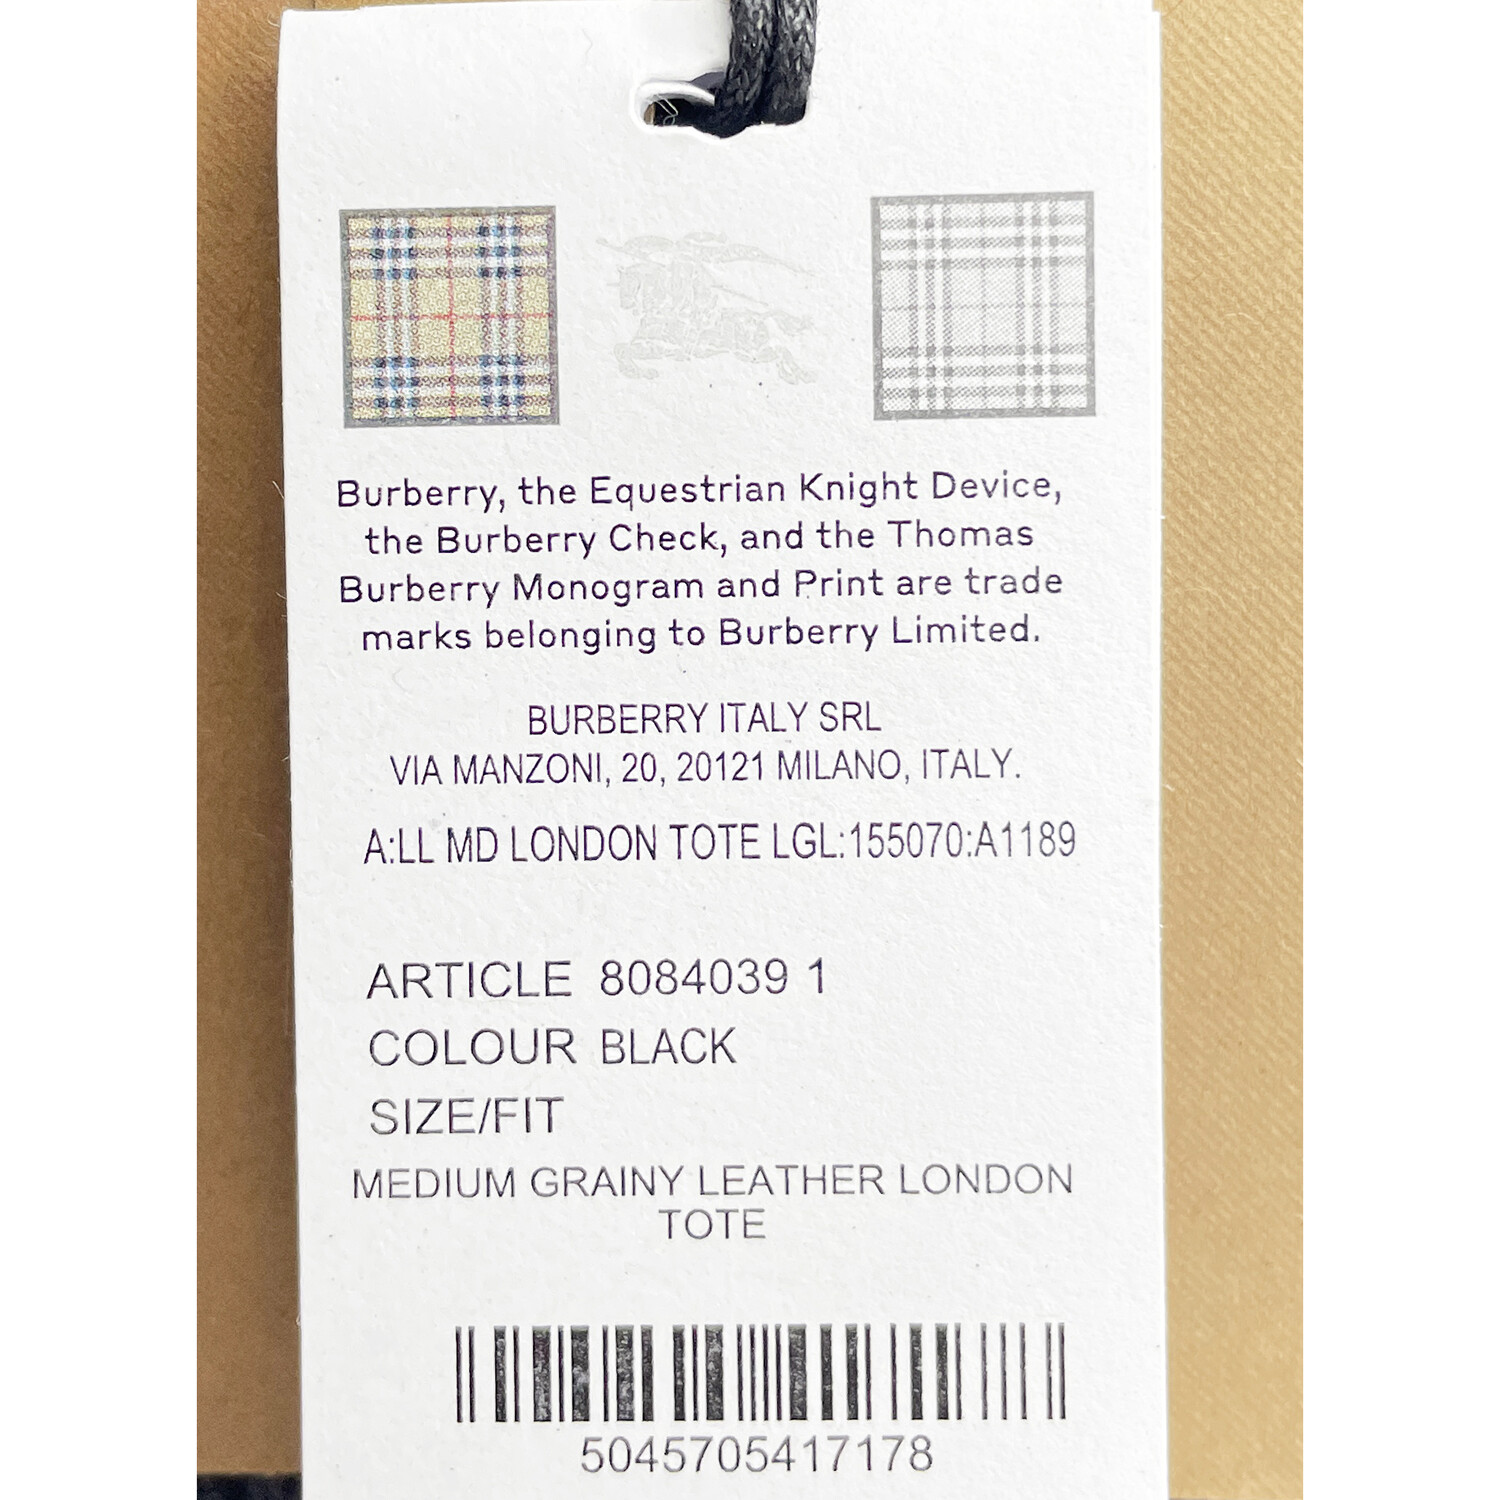 Burberry, the Equestrian Knight Device,
the Burberry Check, and the Thomas
Burberry Monogram and Print are trade
marks belonging to Burberry Limited.
BURBERRY ITALY SRL
VIA MANZONI, 20, 20121 MILANO, ITALY.
A:LL MD LONDON TOTE LGL:155070:A1189
ARTICLE 8084039 1
COLOUR BLACK
SIZE/FIT
MEDIUM GRAINY LEATHER LONDON
TOTE
5045705417178